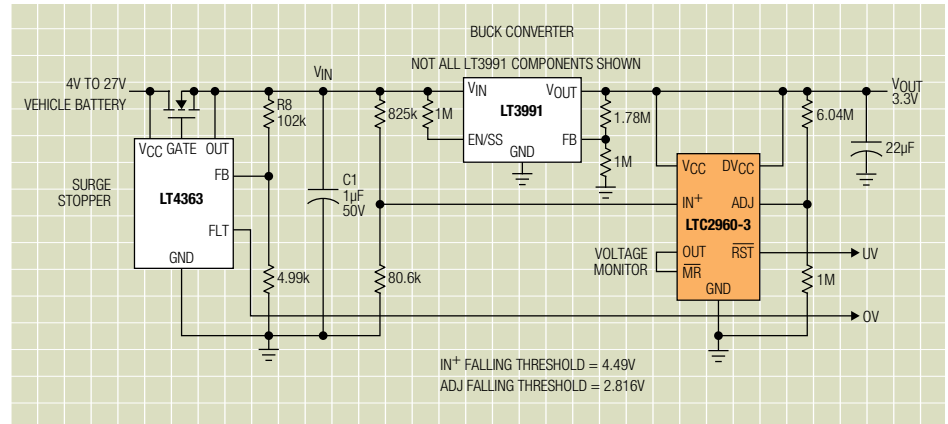 BUCK CONVERTER
NOT ALL LT3991 COMPONENTS SHOWN
4V TO 27V
VEHICLE BATTERY
VIN
R8
102k
825k
1M
VIN
VOUT
LT3991
EN/SS
FB
GND
1.78M
1M
VOUT
3.3V
6.04M
22µF
VCC GATE OUT
FB
LT4363
FLT
GND
SURGE
STOPPER
C1
1µF
50V
4.99k
80.6k
VCC
DVCC
IN+
ADJ
LTC2960-3
OUT
RST
MR
GND
VOLTAGE
MONITOR
UV
1M
OV
IN+ FALLING THRESHOLD = 4.49V
ADJ FALLING THRESHOLD = 2.816V